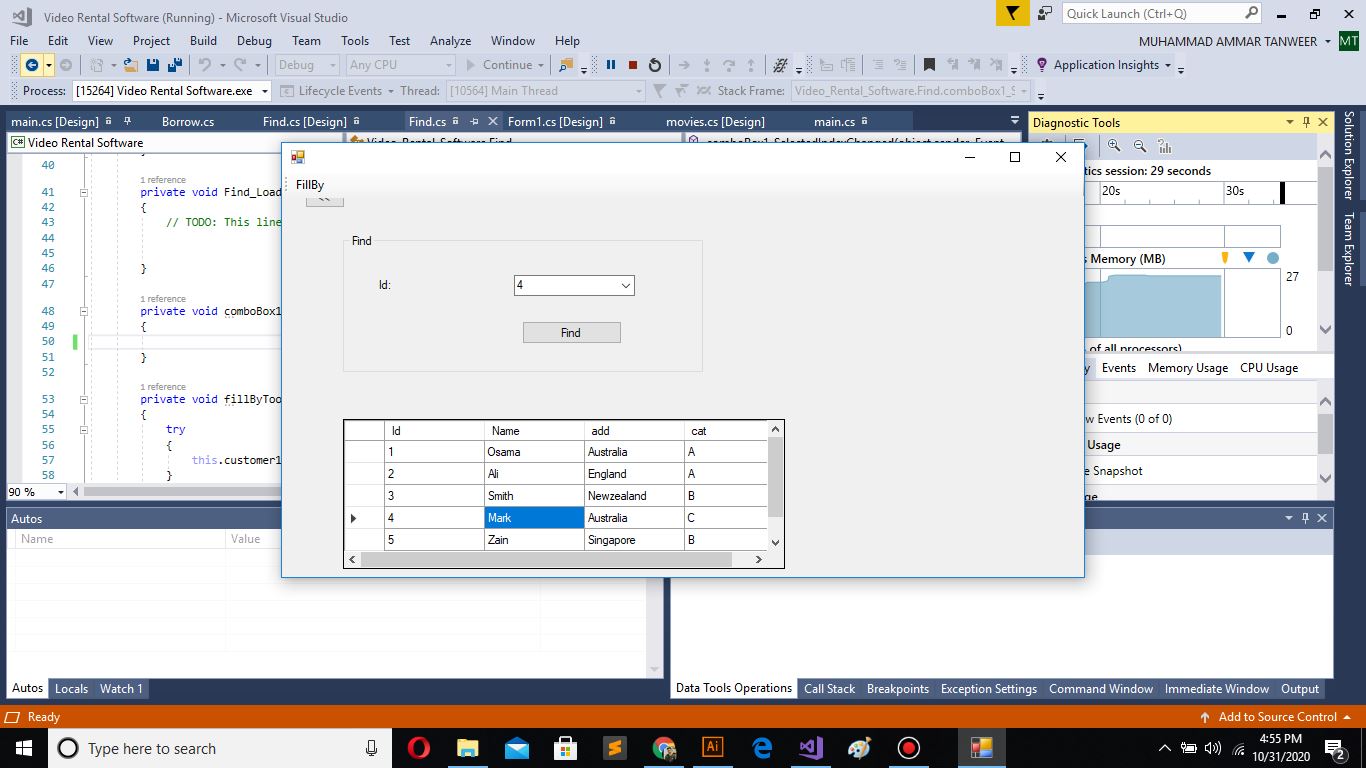 Video Rental Software (Running) - Microsoft Visual Studio
Quick Launch (Ctrl+Q)
File Edit View Project Build Debug Team Tools Test Analyze Window Help
MUHAMMAD AMMAR TANWEER MT
Debug Any CPU Continue Application Insights
Process: [15264] Video Rental Software.exe Lifecycle Events Thread: [10564] Main Thread Stack Frame: Video_Rental_Software.Find.comboBox1_S
main.cs [Design] Borrow.cs Find.cs [Design] Find.cs Form1.cs [Design] movies.cs [Design] main.cs
Diagnostic Tools
Solution Explorer
Team Explorer
C# Video Rental Software
40
1 reference
41 private void Find_Load
42 {
43 // TODO: This line
44
45
46 }
47
1 reference
48 private void comboBox1
49 {
50
51 }
52
1 reference
53 private void fillByToo
54 {
55 try
56 {
57 this.customer1
58 }
90 %
FillBy
<<
Find
Id: 4
Find
Id Name add cat
1 Osama Australia A
2 Ali England A
3 Smith Newzealand B
4 Mark Australia C
5 Zain Singapore B
tics session: 29 seconds
20s 30s
s Memory (MB)
27
0
of all processors)
y Events Memory Usage CPU Usage
w Events (0 of 0)
Usage
e Snapshot
ge
Autos
Name Value
Autos Locals Watch 1
Data Tools Operations Call Stack Breakpoints Exception Settings Command Window Immediate Window Output
Ready
Add to Source Control
Type here to search
Ai
4:55 PM
10/31/2020
2